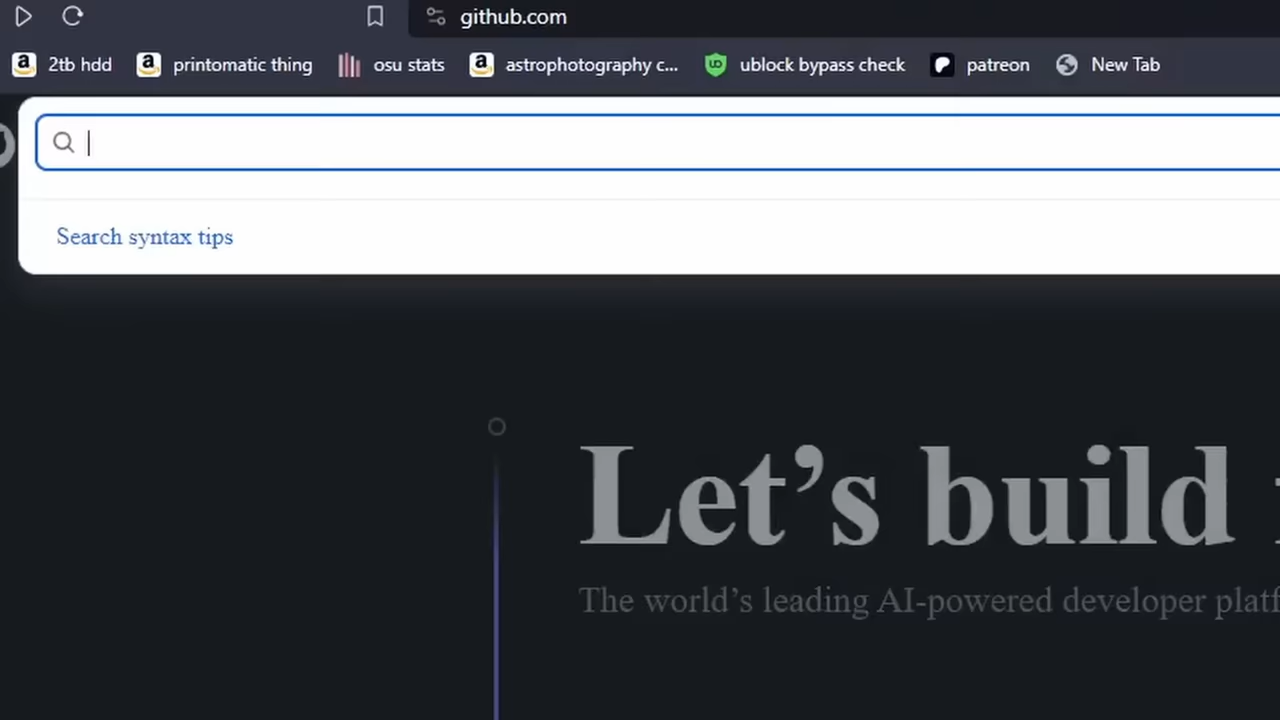 github.com
2tb hdd printomatic thing osu stats astrophotography c... ublock bypass check patreon New Tab
Search syntax tips
Let’s build
The world’s leading AI-powered developer platf